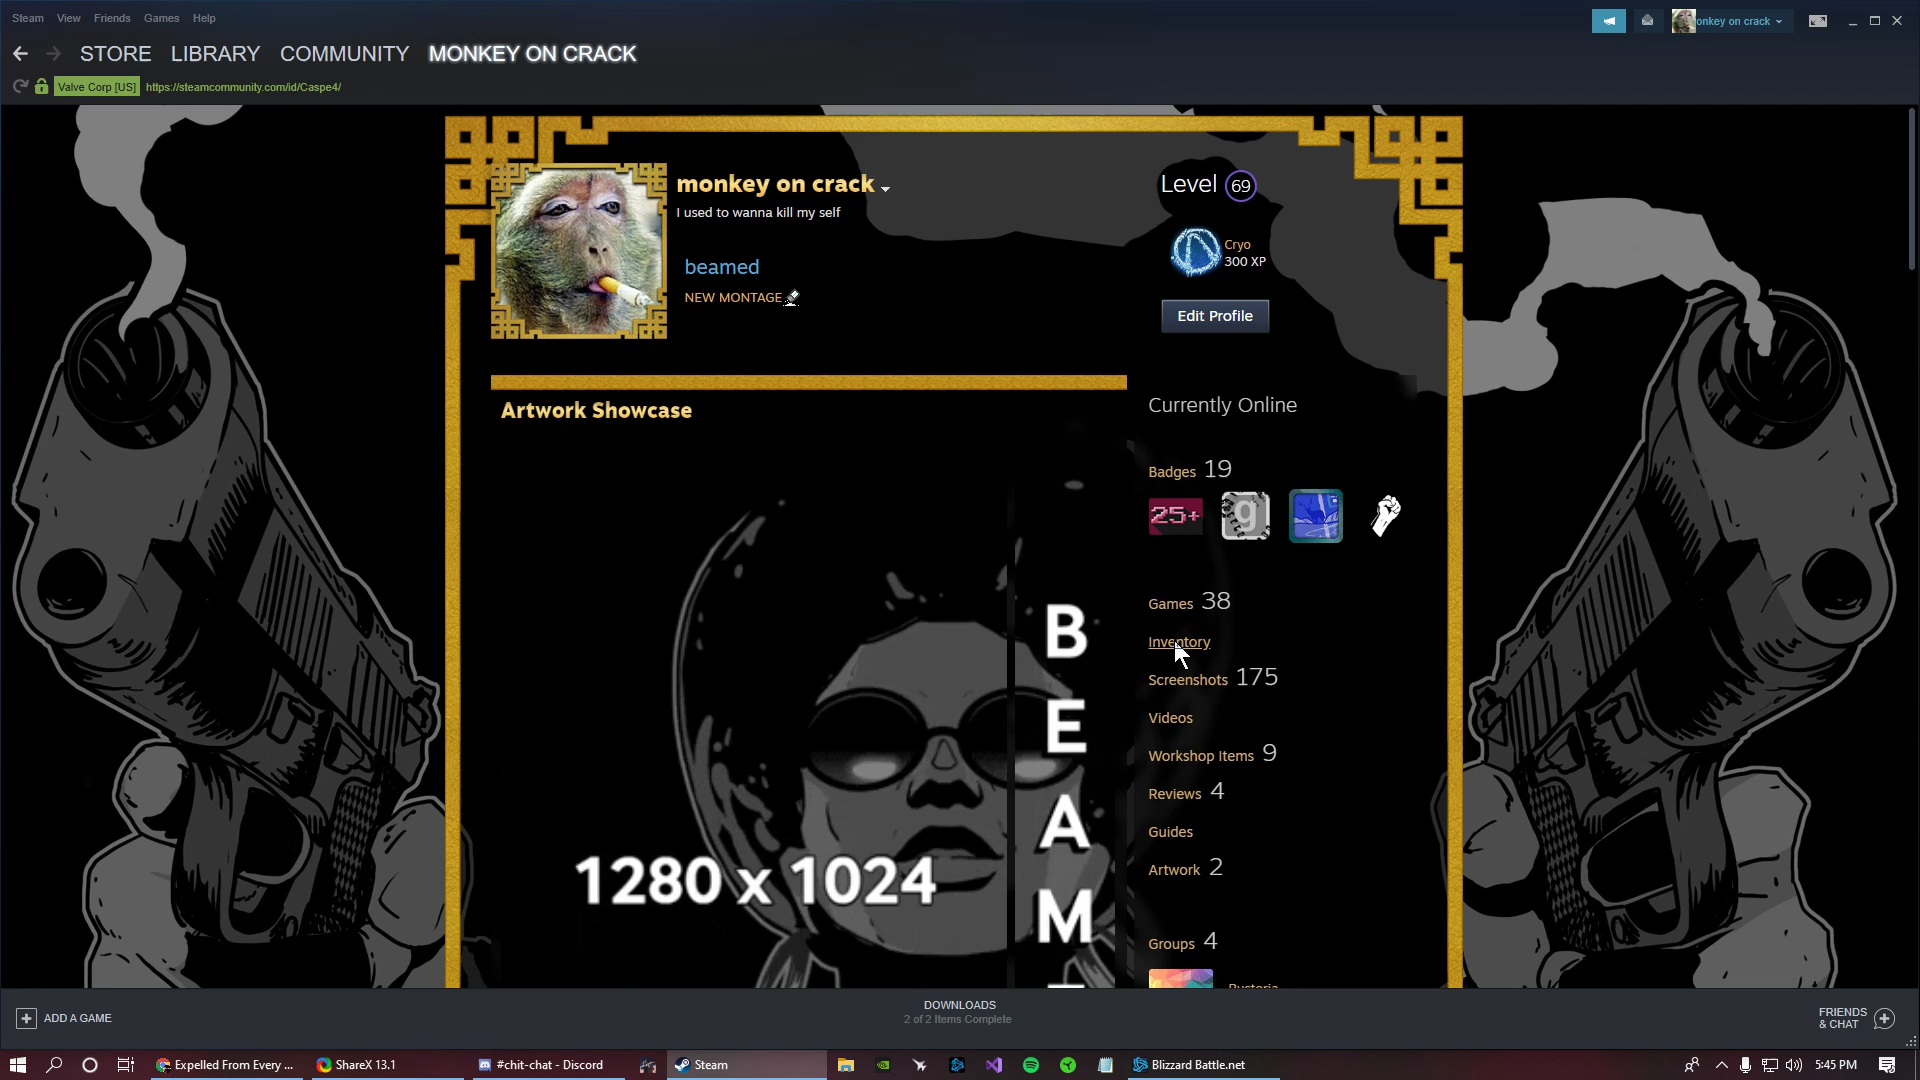 Steam View Friends Games Help
onkey on crack
STORE LIBRARY COMMUNITY MONKEY ON CRACK
Valve Corp [US] https://steamcommunity.com/id/Caspe4/
monkey on crack
I used to wanna kill my self
beamed
NEW MONTAGE
Level 69
Cryo
300 XP
Edit Profile
Artwork Showcase
1280 x 1024
B
E
A
M
Currently Online
Badges 19
25+
g
Games 38
Inventory
Screenshots 175
Videos
Workshop Items 9
Reviews 4
Guides
Artwork 2
Groups 4
ADD A GAME
DOWNLOADS
2 of 2 Items Complete
FRIENDS
& CHAT
Expelled From Every ...
ShareX 13.1
#chit-chat - Discord
Steam
Blizzard Battle.net
5:45 PM